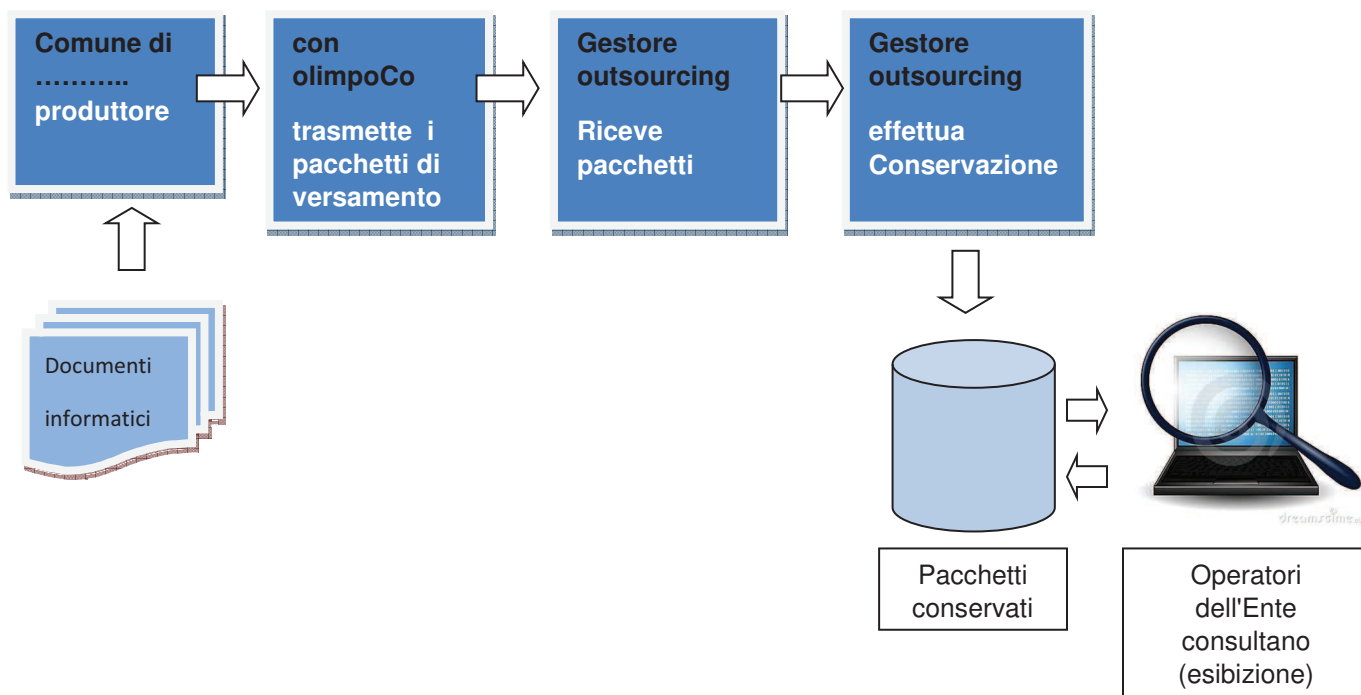 Comune di
………..
produttore
con
olimpoCo
trasmette i
pacchetti di
versamento
Gestore
outsourcing
Riceve
pacchetti
Gestore
outsourcing
effettua
Conservazione
Documenti
informatici
dreamstime
Pacchetti
conservati
Operatori
dell'Ente
consultano
(esibizione)